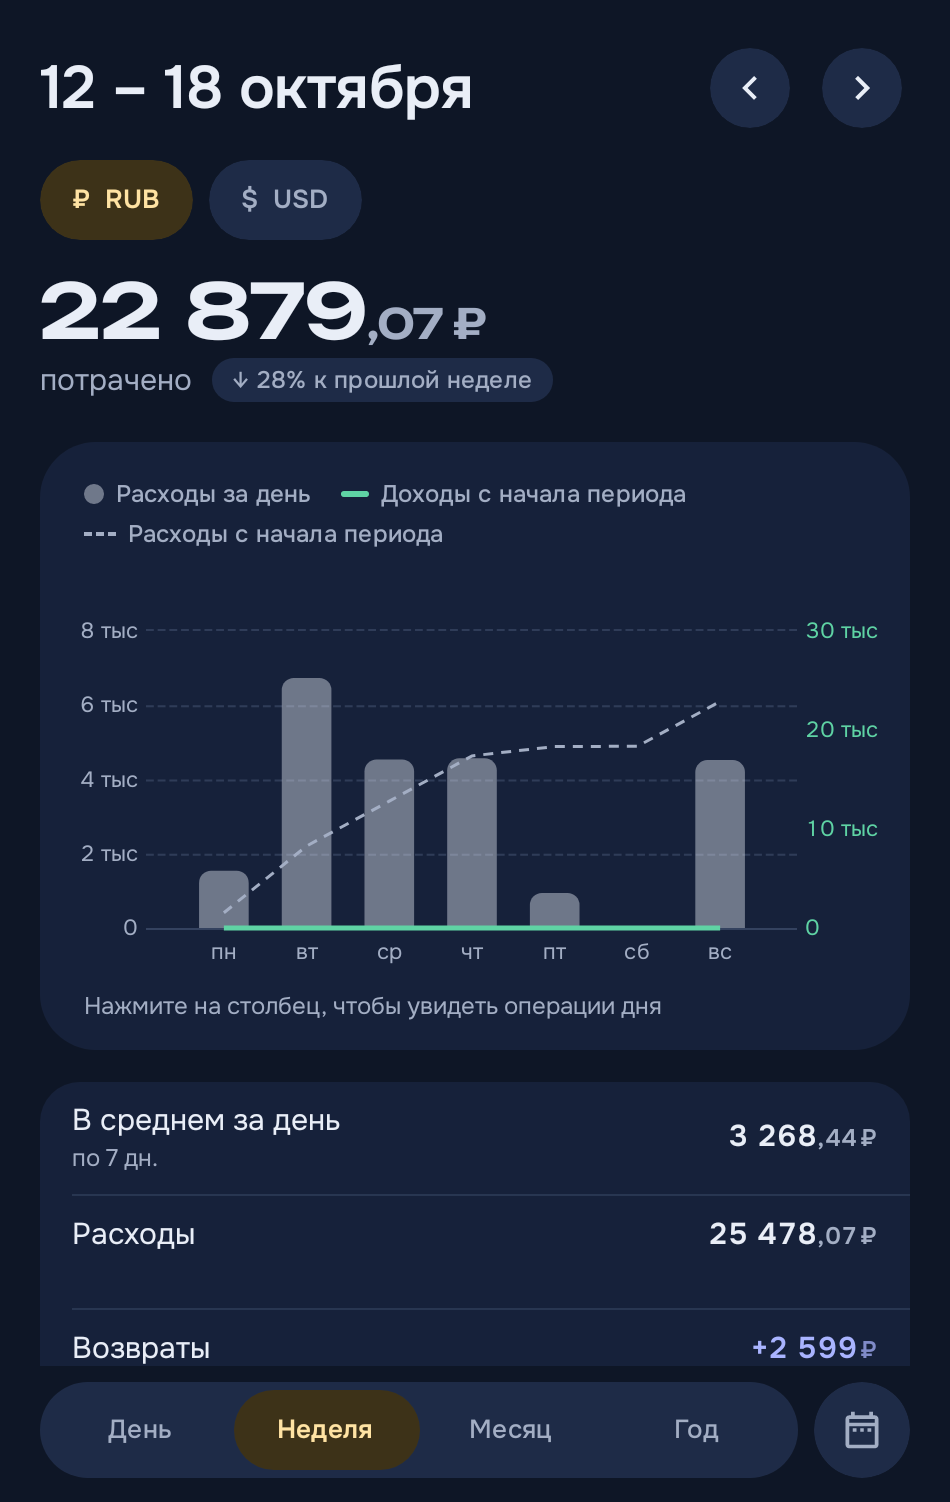 12 – 18 октября
₽ RUB $ USD
22 879,07 ₽
потрачено ↓ 28% к прошлой неделе
Расходы за день Доходы с начала периода
Расходы с начала периода
8 тыс 30 тыс
6 тыс
20 тыс
4 тыс
10 тыс
2 тыс
0 0
пн вт ср чт пт сб вс
Нажмите на столбец, чтобы увидеть операции дня
В среднем за день
3 268,44 ₽
по 7 дн.
Расходы 25 478,07 ₽
Возвраты +2 599 ₽
День Неделя Месяц Год